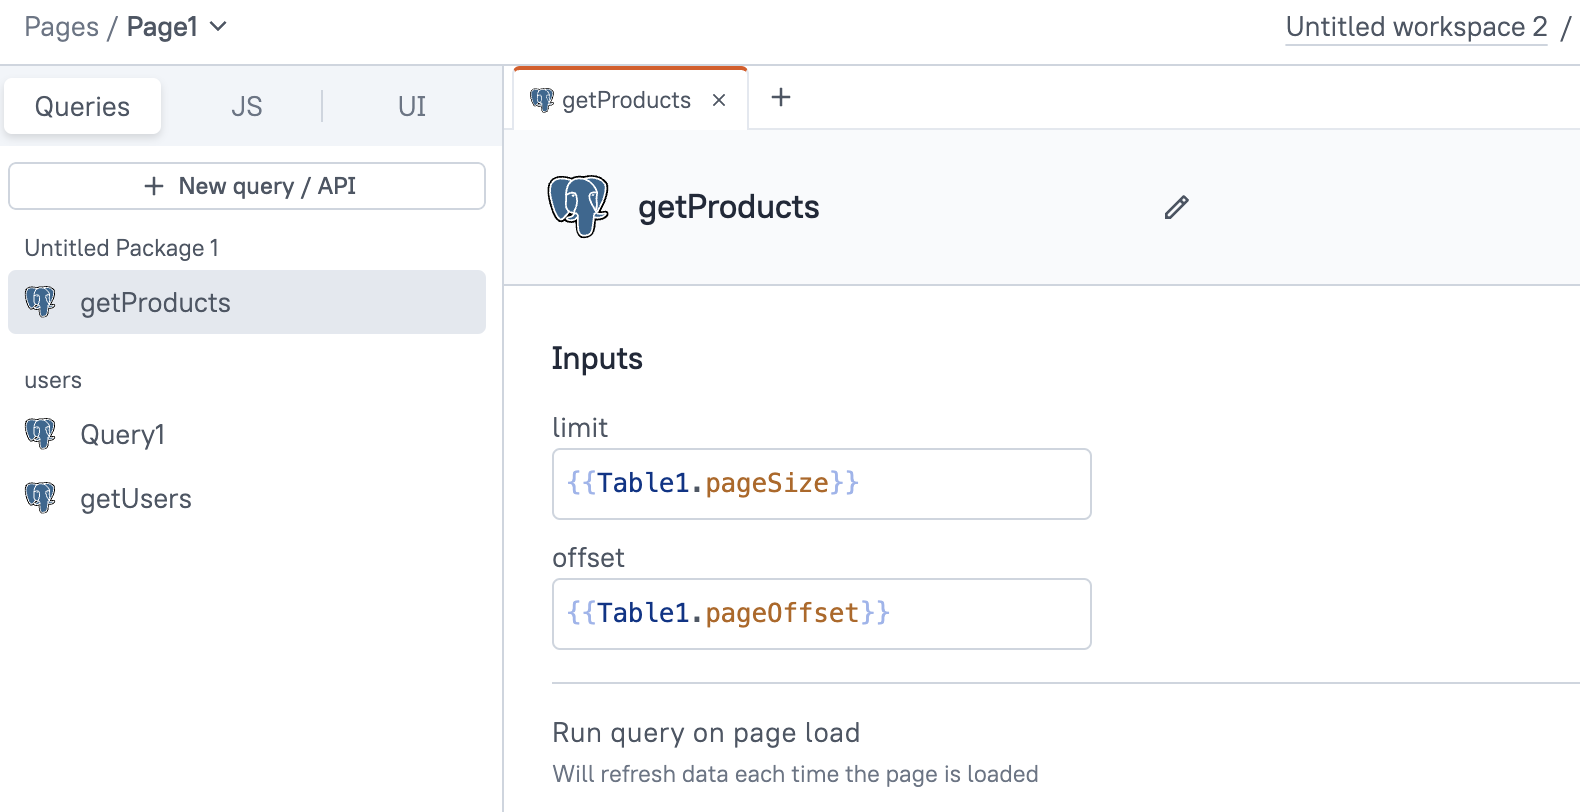 Pages / Page1
Untitled workspace 2 /
Queries
JS
UI
getProducts
New query / API
Untitled Package 1
getProducts
users
Query1
getUsers
getProducts
Inputs
limit
{{Table1.pageSize}}
offset
{{Table1.pageOffset}}
Run query on page load
Will refresh data each time the page is loaded